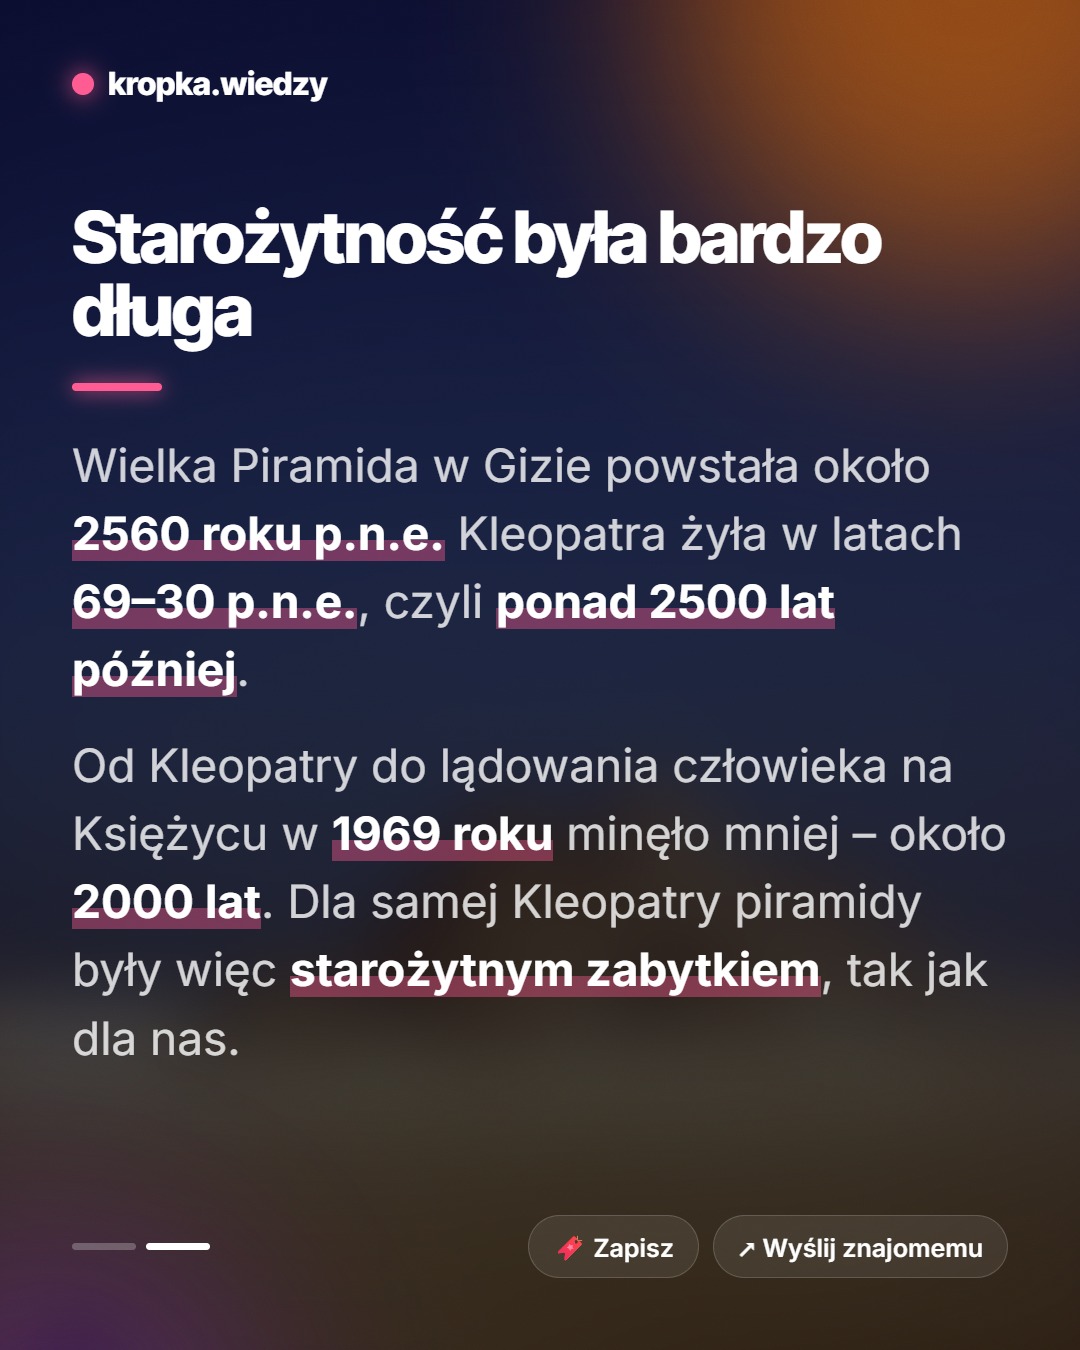 kropka.wiedzy
Starożytność była bardzo
długa
Wielka Piramida w Gizie powstała około
2560 roku p.n.e. Kleopatra żyła w latach
69–30 p.n.e., czyli ponad 2500 lat
później.
Od Kleopatry do lądowania człowieka na
Księżycu w 1969 roku minęło mniej – około
2000 lat. Dla samej Kleopatry piramidy
były więc starożytnym zabytkiem, tak jak
dla nas.
Zapisz
↗ Wyślij znajomemu